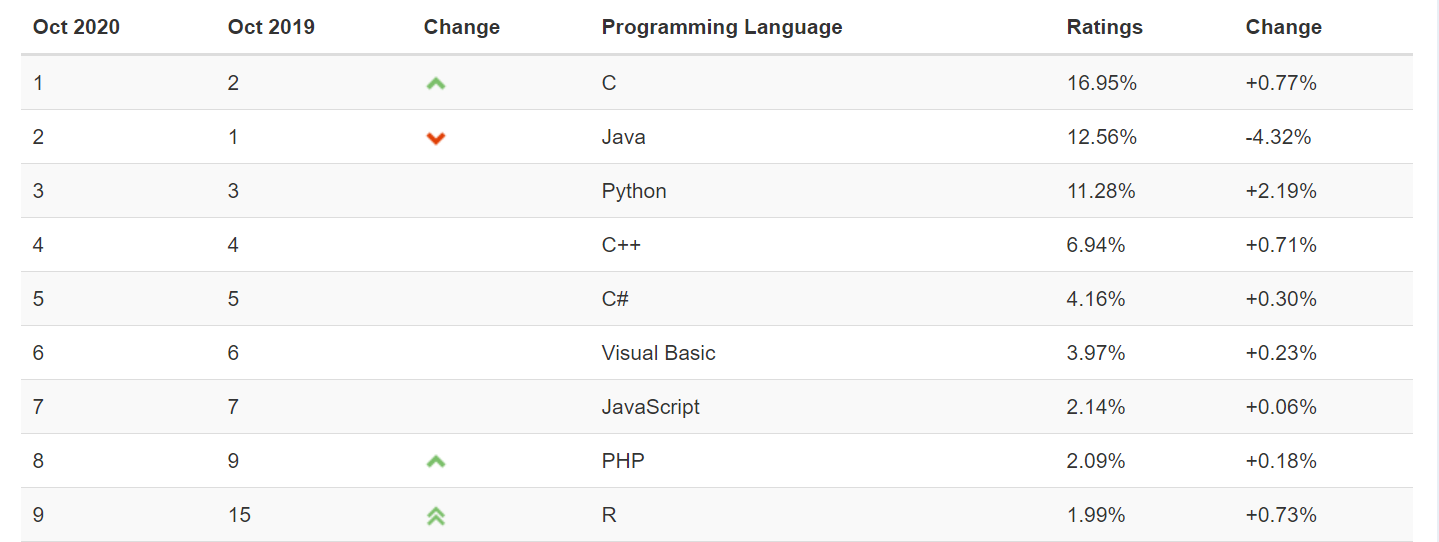 Oct 2020 Oct 2019 Change Programming Language Ratings Change
1 2 C 16.95% +0.77%
2 1 Java 12.56% -4.32%
3 3 Python 11.28% +2.19%
4 4 C++ 6.94% +0.71%
5 5 C# 4.16% +0.30%
6 6 Visual Basic 3.97% +0.23%
7 7 JavaScript 2.14% +0.06%
8 9 PHP 2.09% +0.18%
9 15 R 1.99% +0.73%